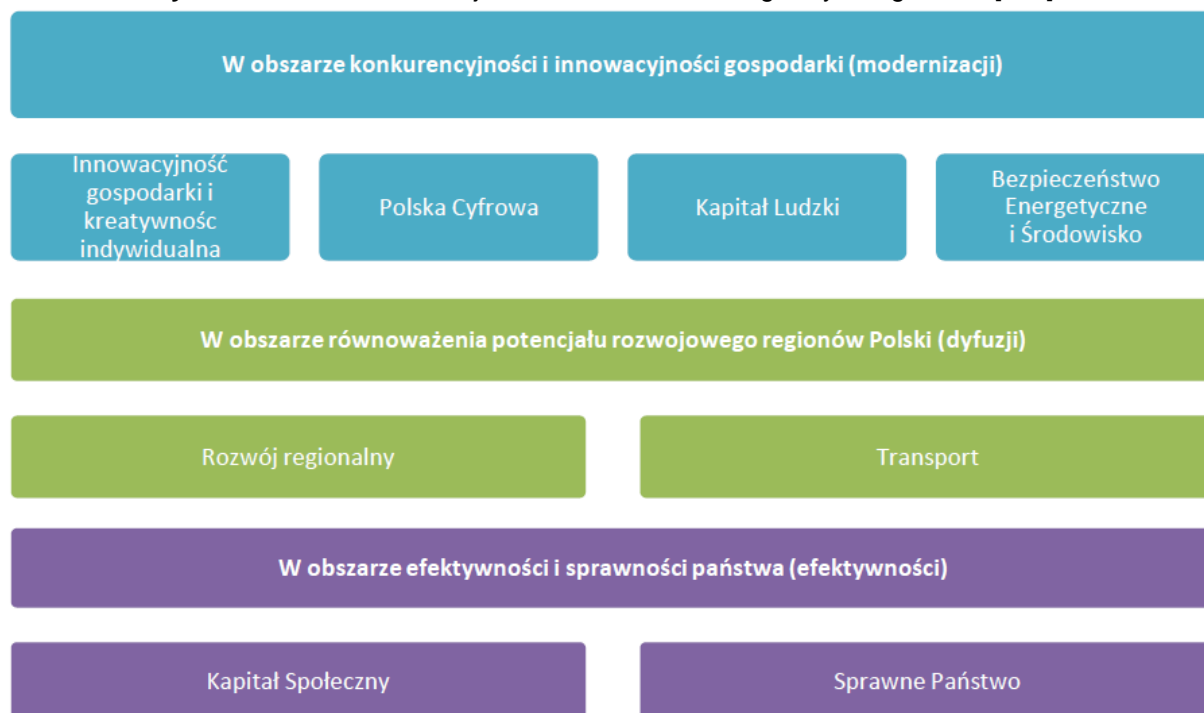 W obszarze konkurencyjności i innowacyjności gospodarki (modernizacji)
Innowacyjność
gospodarki i
kreatywnośc
indywidualna
Polska Cyfrowa
Kapitał Ludzki
Bezpieczeństwo
Energetyczne
i Środowisko
W obszarze równoważenia potencjału rozwojowego regionów Polski (dyfuzji)
Rozwój regionalny
Transport
W obszarze efektywności i sprawności państwa (efektywności)
Kapitał Społeczny
Sprawne Państwo